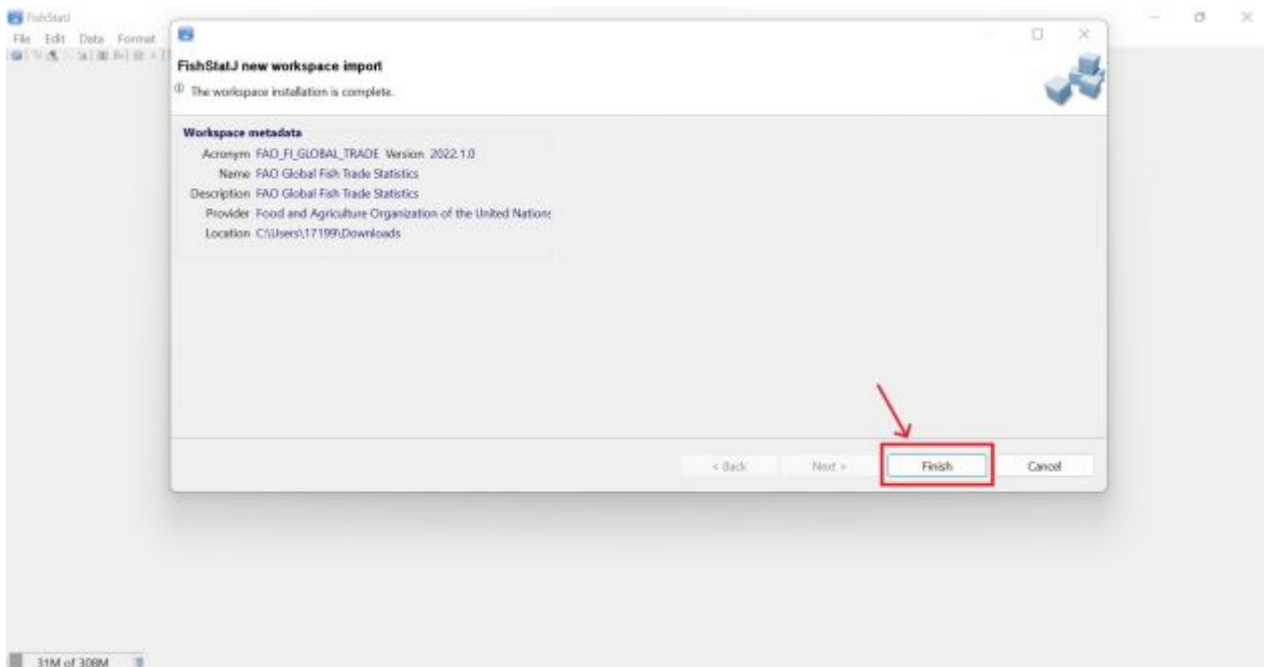 FishStatJ
File Edit Data Format
FishStatJ new workspace import
The workspace installation is complete.
Workspace metadata
Acronym FAO_FI_GLOBAL_TRADE Version 2022.1.0
Name FAO Global Fish Trade Statistics
Description FAO Global Fish Trade Statistics
Provider Food and Agriculture Organization of the United Nations
Location C:\Users\17199\Downloads
< Back Next > Finish Cancel
31M of 308M